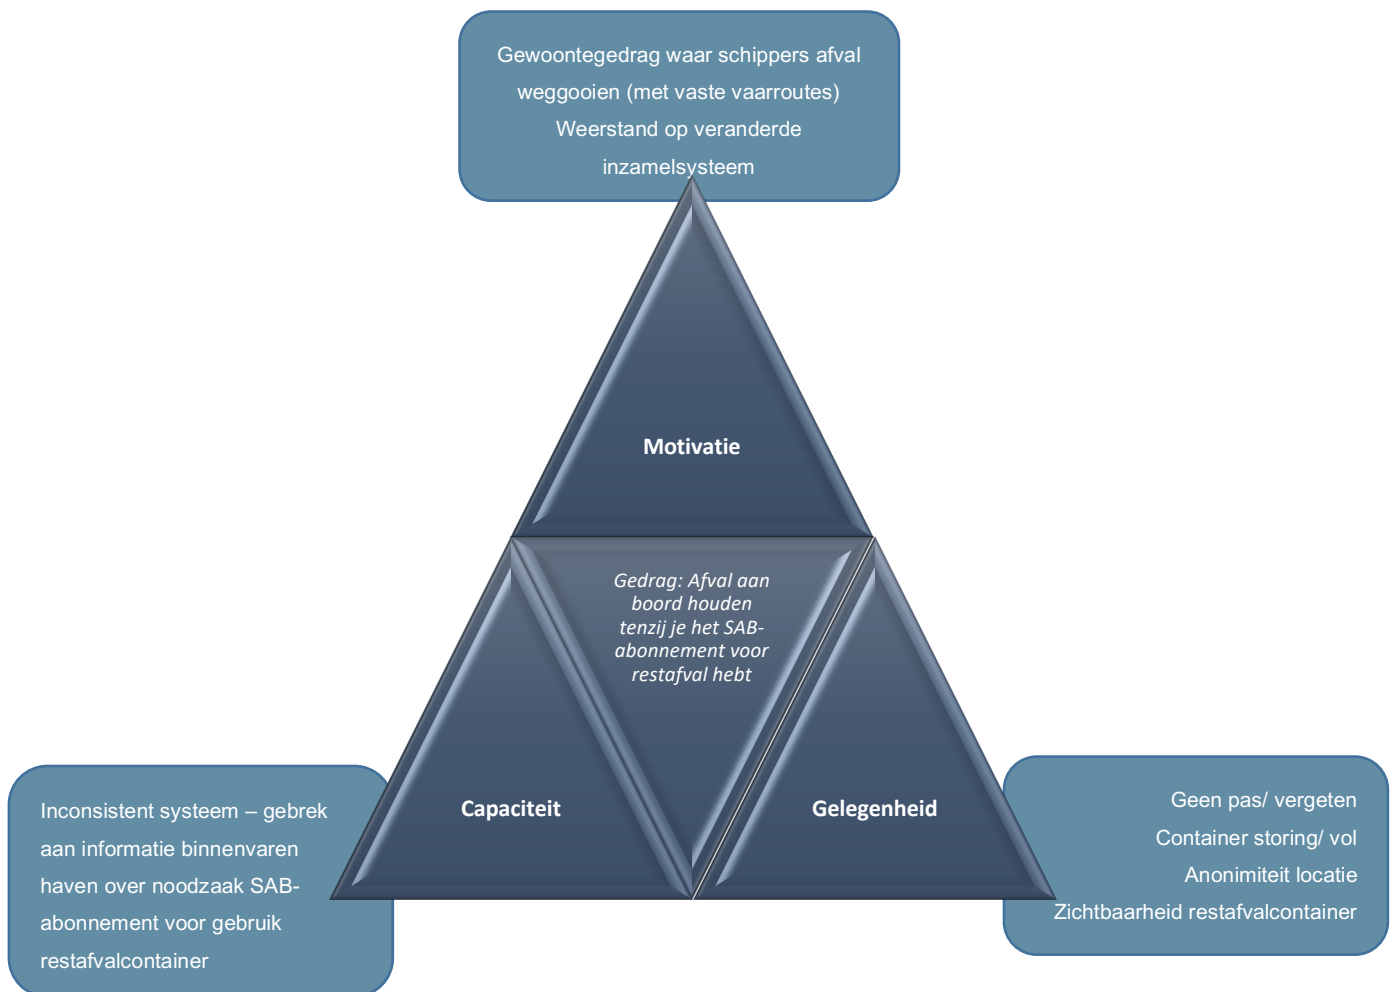 Gewoontegedrag waar schippers afval
weggooien (met vaste vaarroutes)
Weerstand op veranderde
inzamelsysteem
Motivatie
Gedrag: Afval aan
boord houden
tenzij je het SAB-
abonnement voor
restafval hebt
Capaciteit
Gelegenheid
Inconsistent systeem – gebrek
aan informatie binnenvaren
haven over noodzaak SAB-
abonnement voor gebruik
restafvalcontainer
Geen pas/ vergeten
Container storing/ vol
Anonimiteit locatie
Zichtbaarheid restafvalcontainer